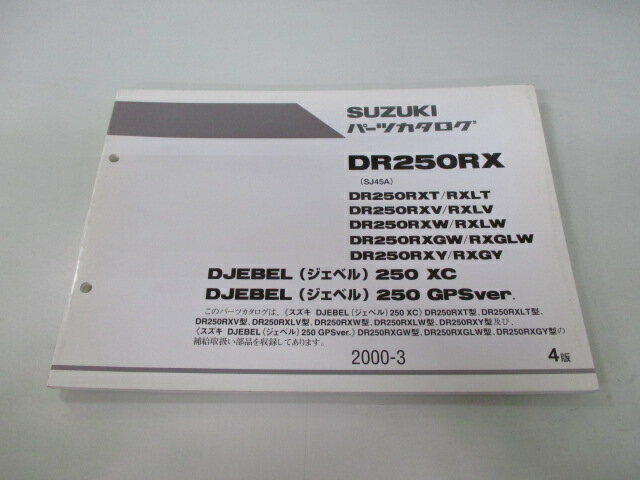 SUZUKI
パーツカタログ
DR250RX
(SJ45A)
DR250RXT/RXLT
DR250RXV/RXLV
DR250RXW/RXLW
DR250RXGW/RXGLW
DR250RXY/RXGY
DJEBEL (ジェベル) 250 XC
DJEBEL (ジェベル) 250 GPSver.
このパーツカタログは、〈スズキ DJEBEL(ジェベル)250 XC〉DR250RXT型、DR250RXLT型、
DR250RXV型、DR250RXLV型、DR250RXW型、DR250RXLW型、DR250RXY型及び、
〈スズキ DJEBEL(ジェベル)250 GPSver.〉DR250RXGW型、DR250RXGLW型、DR250RXGY型の
補給取扱い部品を収録してあります。
2000-3
4版